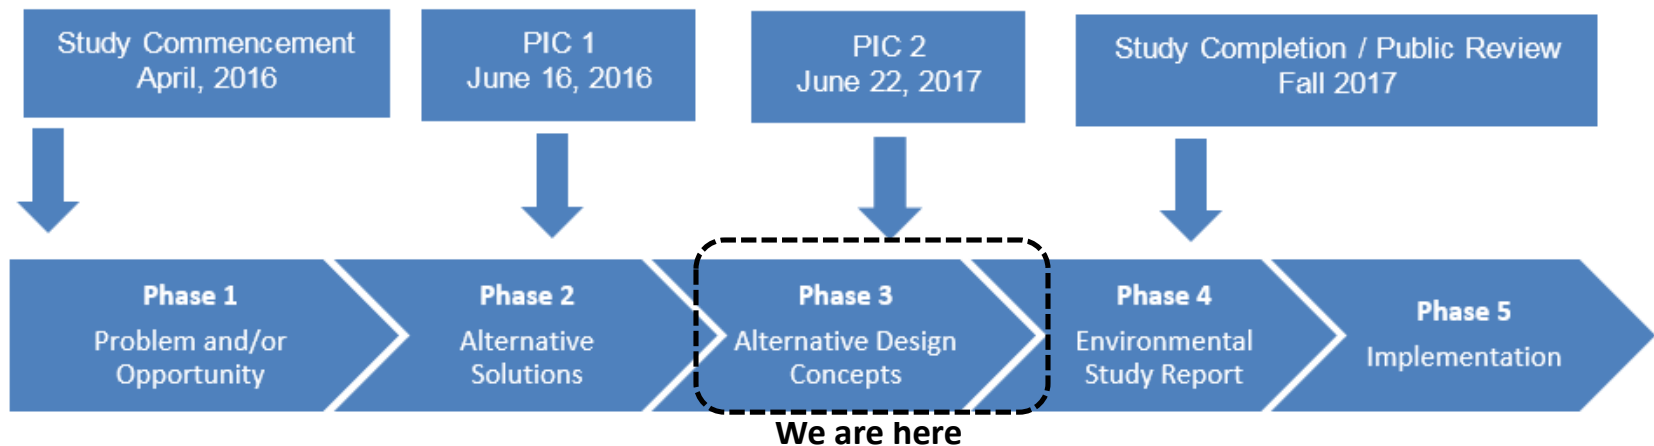 Study Commencement
April, 2016
PIC 1
June 16, 2016
PIC 2
June 22, 2017
Study Completion / Public Review
Fall 2017
Phase 1
Problem and/or
Opportunity
Phase 2
Alternative
Solutions
Phase 3
Alternative Design
Concepts
Phase 4
Environmental
Study Report
Phase 5
Implementation
We are here